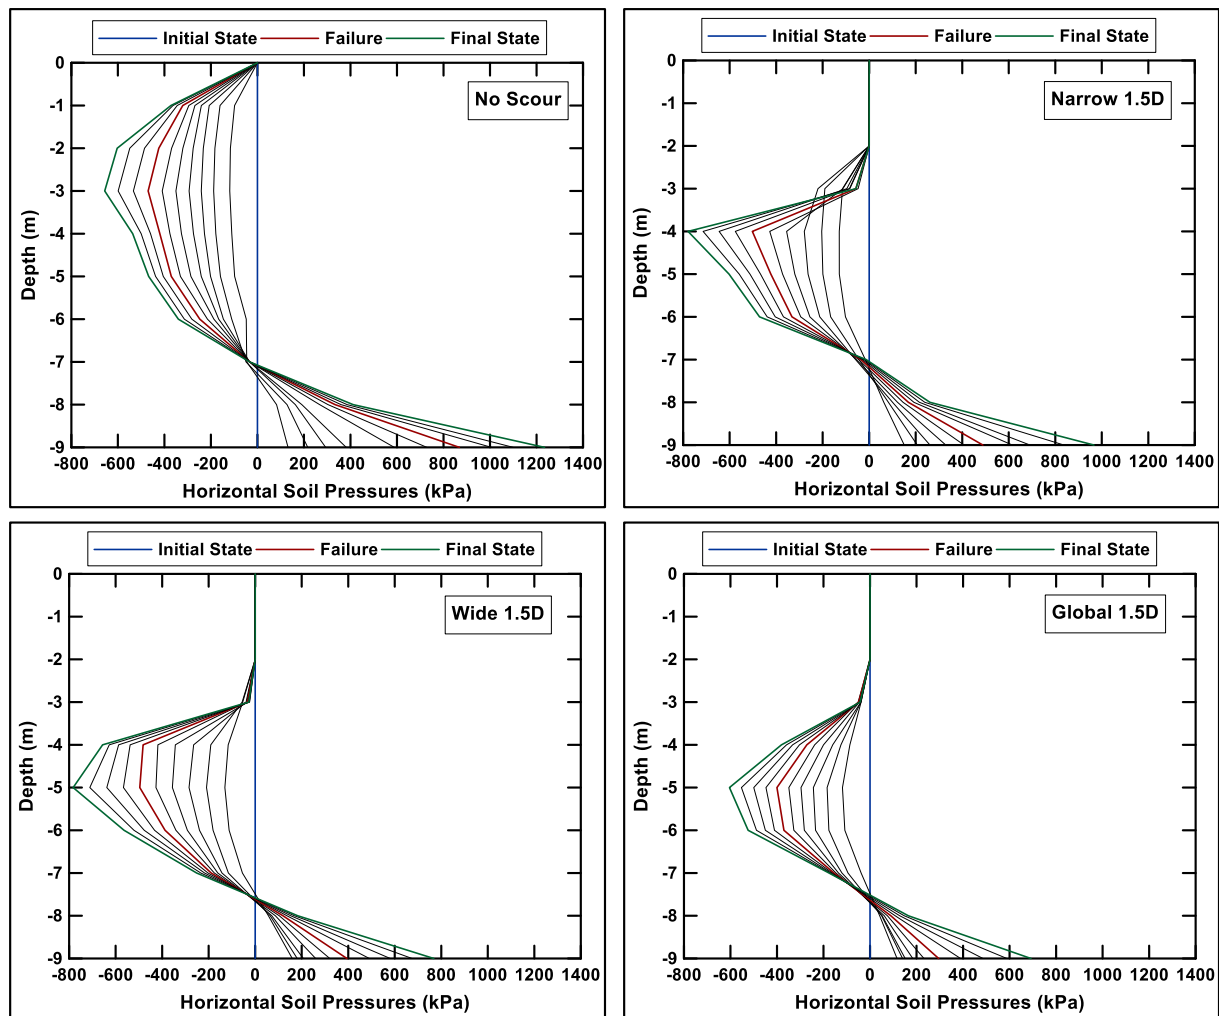 Initial State Failure Final State
No Scour
0
-1
-2
-3
-4
-5
-6
-7
-8
-9
Depth (m)
-800 -600 -400 -200 0 200 400 600 800 1000 1200 1400
Horizontal Soil Pressures (kPa)
Initial State Failure Final State
Narrow 1.5D
0
-1
-2
-3
-4
-5
-6
-7
-8
-9
Depth (m)
-800 -600 -400 -200 0 200 400 600 800 1000 1200 1400
Horizontal Soil Pressures (kPa)
Initial State Failure Final State
Wide 1.5D
0
-1
-2
-3
-4
-5
-6
-7
-8
-9
Depth (m)
-800 -600 -400 -200 0 200 400 600 800 1000 1200 1400
Horizontal Soil Pressures (kPa)
Initial State Failure Final State
Global 1.5D
0
-1
-2
-3
-4
-5
-6
-7
-8
-9
Depth (m)
-800 -600 -400 -200 0 200 400 600 800 1000 1200 1400
Horizontal Soil Pressures (kPa)